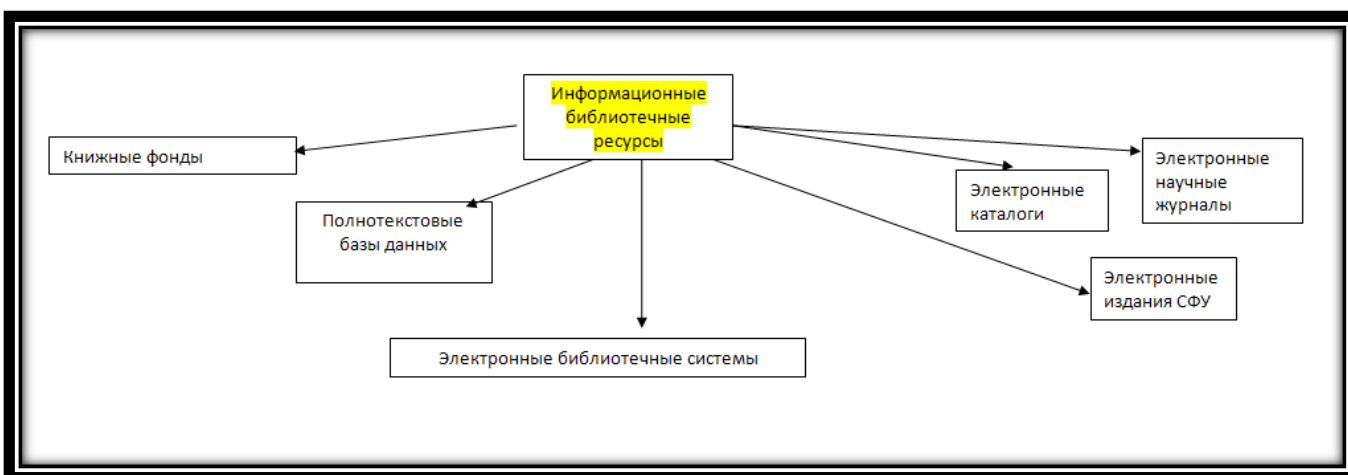 Информационные
библиотечные
ресурсы
Книжные фонды
Полнотекстовые
базы данных
Электронные библиотечные системы
Электронные
каталоги
Электронные
научные
журналы
Электронные
издания СФУ